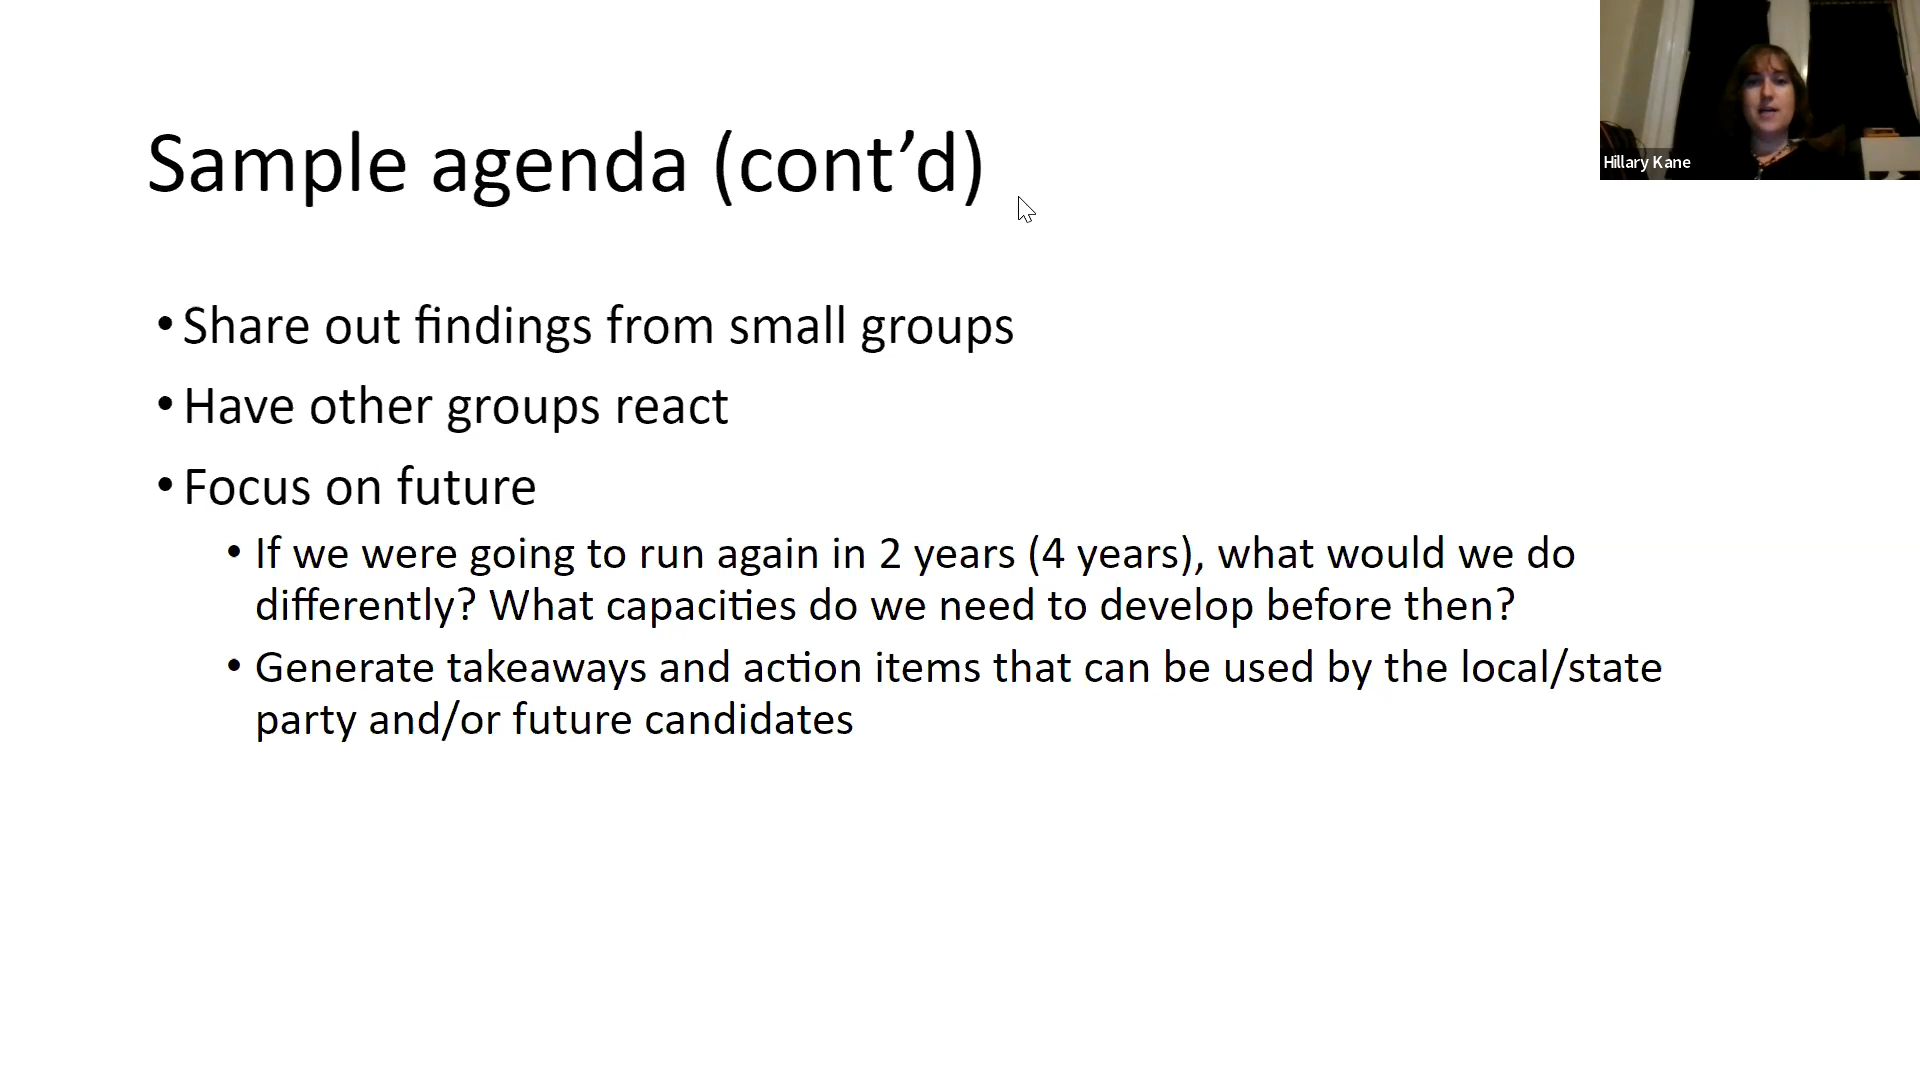 Hillary Kane
Sample agenda (cont’d)
• Share out findings from small groups
• Have other groups react
• Focus on future
• If we were going to run again in 2 years (4 years), what would we do
differently? What capacities do we need to develop before then?
• Generate takeaways and action items that can be used by the local/state
party and/or future candidates